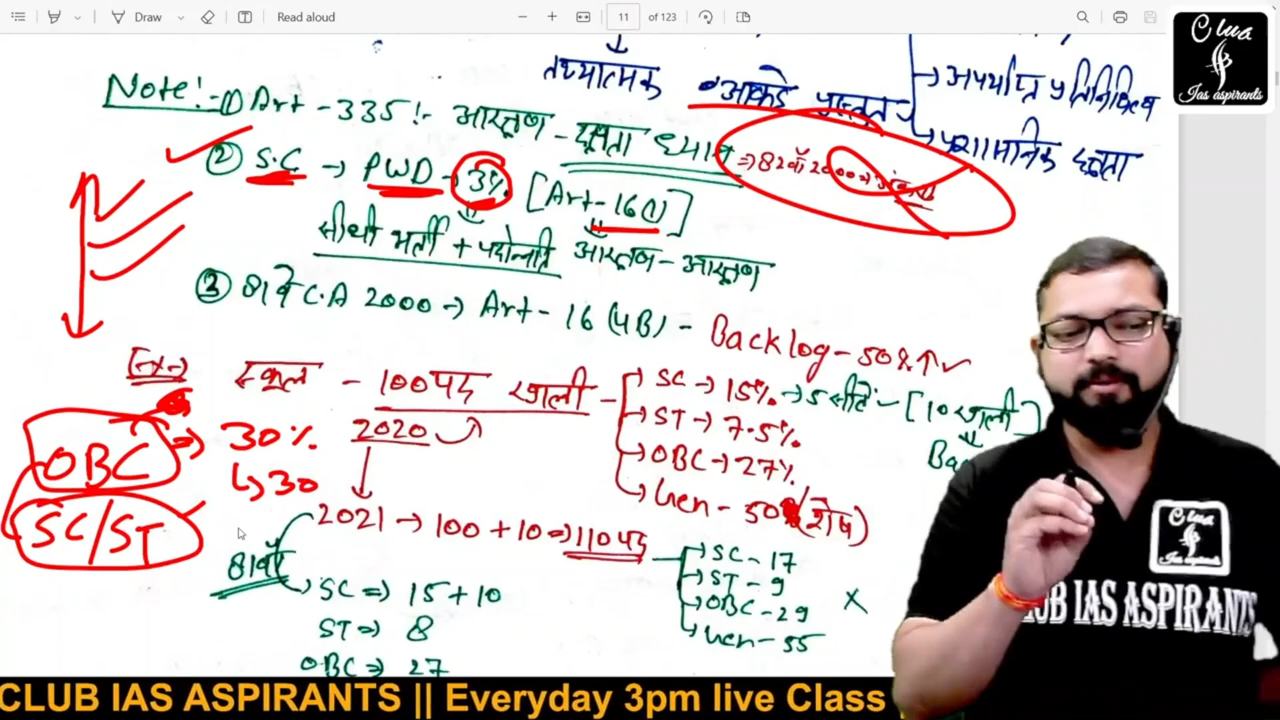 Draw
Read aloud
11 of 123
Clua
Ias aspirants
तथ्यात्मक
आंकडे प्रस्तुत
अपर्याप्त प्रतिनिधित्व
प्रशासनिक दक्षता
Note:- ① Art - 335 :- आरक्षण - दक्षता ध्यान
⇒ 82वाँ 2000 ⇒
② S.C → PWD → 3% [Art-16(1)]
सीधी भर्ती + पदोन्नति आरक्षण - आरक्षण
③ 81वें C.A 2000 → Art - 16 (4B) - Backlog - 50% ↑ ✓
Ex-)
स्कूल - 100 पद खाली
SC → 15% → 5 सीटें - [10 खाली]
2020
ST → 7.5%
OBC → 27%
Gen - 50 (शेष)
OBC ⇒ 30%
↳ 30
SC/ST
2021 → 100 + 10 ⇒ 110 पद
SC - 17
ST - 9
OBC - 29
Gen - 55
X
81वाँ
SC ⇒ 15 + 10
ST ⇒ 8
OBC ⇒ 27
CLUB IAS ASPIRANTS
CLUB IAS ASPIRANTS || Everyday 3pm live Class